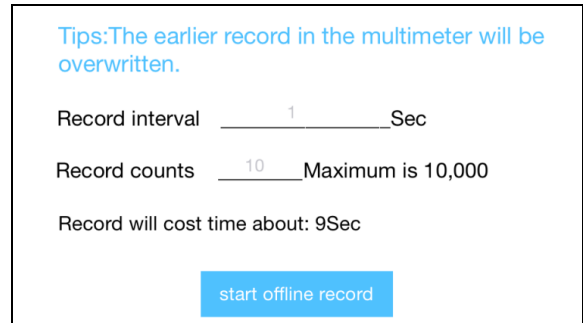 Tips:The earlier record in the multimeter will be
overwritten.
Record interval 1 Sec
Record counts 10 Maximum is 10,000
Record will cost time about: 9Sec
start offline record